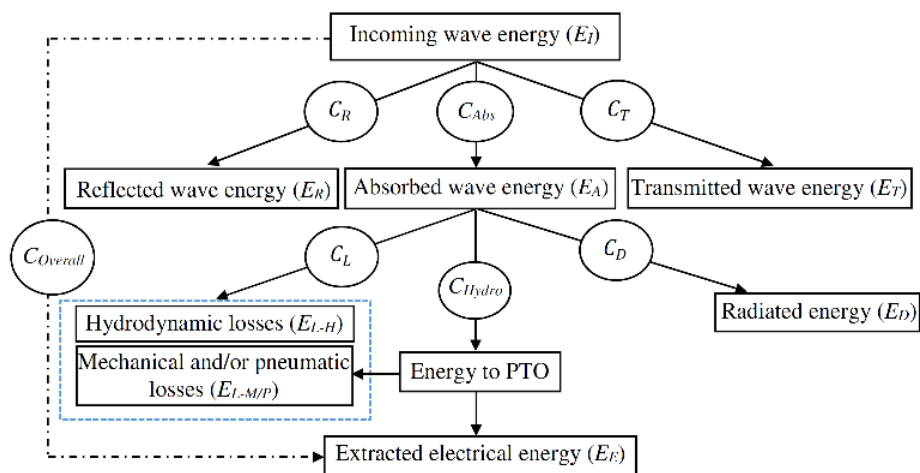 Incoming wave energy (E_I)
C_R
C_Abs
C_T
Reflected wave energy (E_R)
Absorbed wave energy (E_A)
Transmitted wave energy (E_T)
C_Overall
C_L
C_Hydro
C_D
Hydrodynamic losses (E_L-H)
Radiated energy (E_D)
Mechanical and/or pneumatic
losses (E_L-M/P)
Energy to PTO
Extracted electrical energy (E_E)